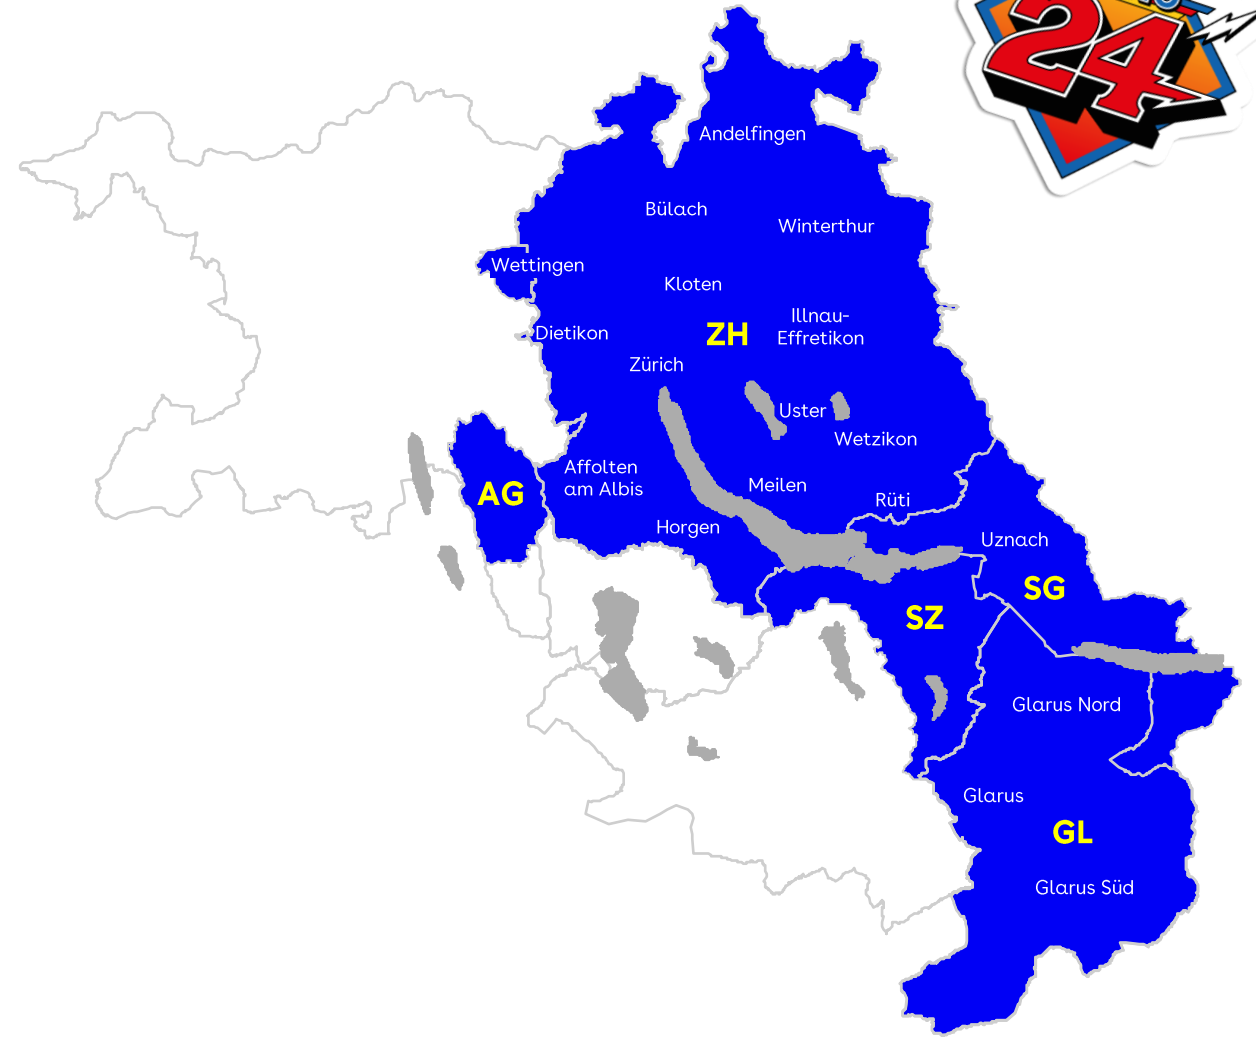 24
Andelfingen
Bülach
Winterthur
Wettingen
Kloten
Illnau-
Effretikon
Dietikon
ZH
Zürich
Uster
Wetzikon
Affolten
am Albis
AG
Meilen
Rüti
Horgen
Uznach
SG
SZ
Glarus Nord
Glarus
GL
Glarus Süd